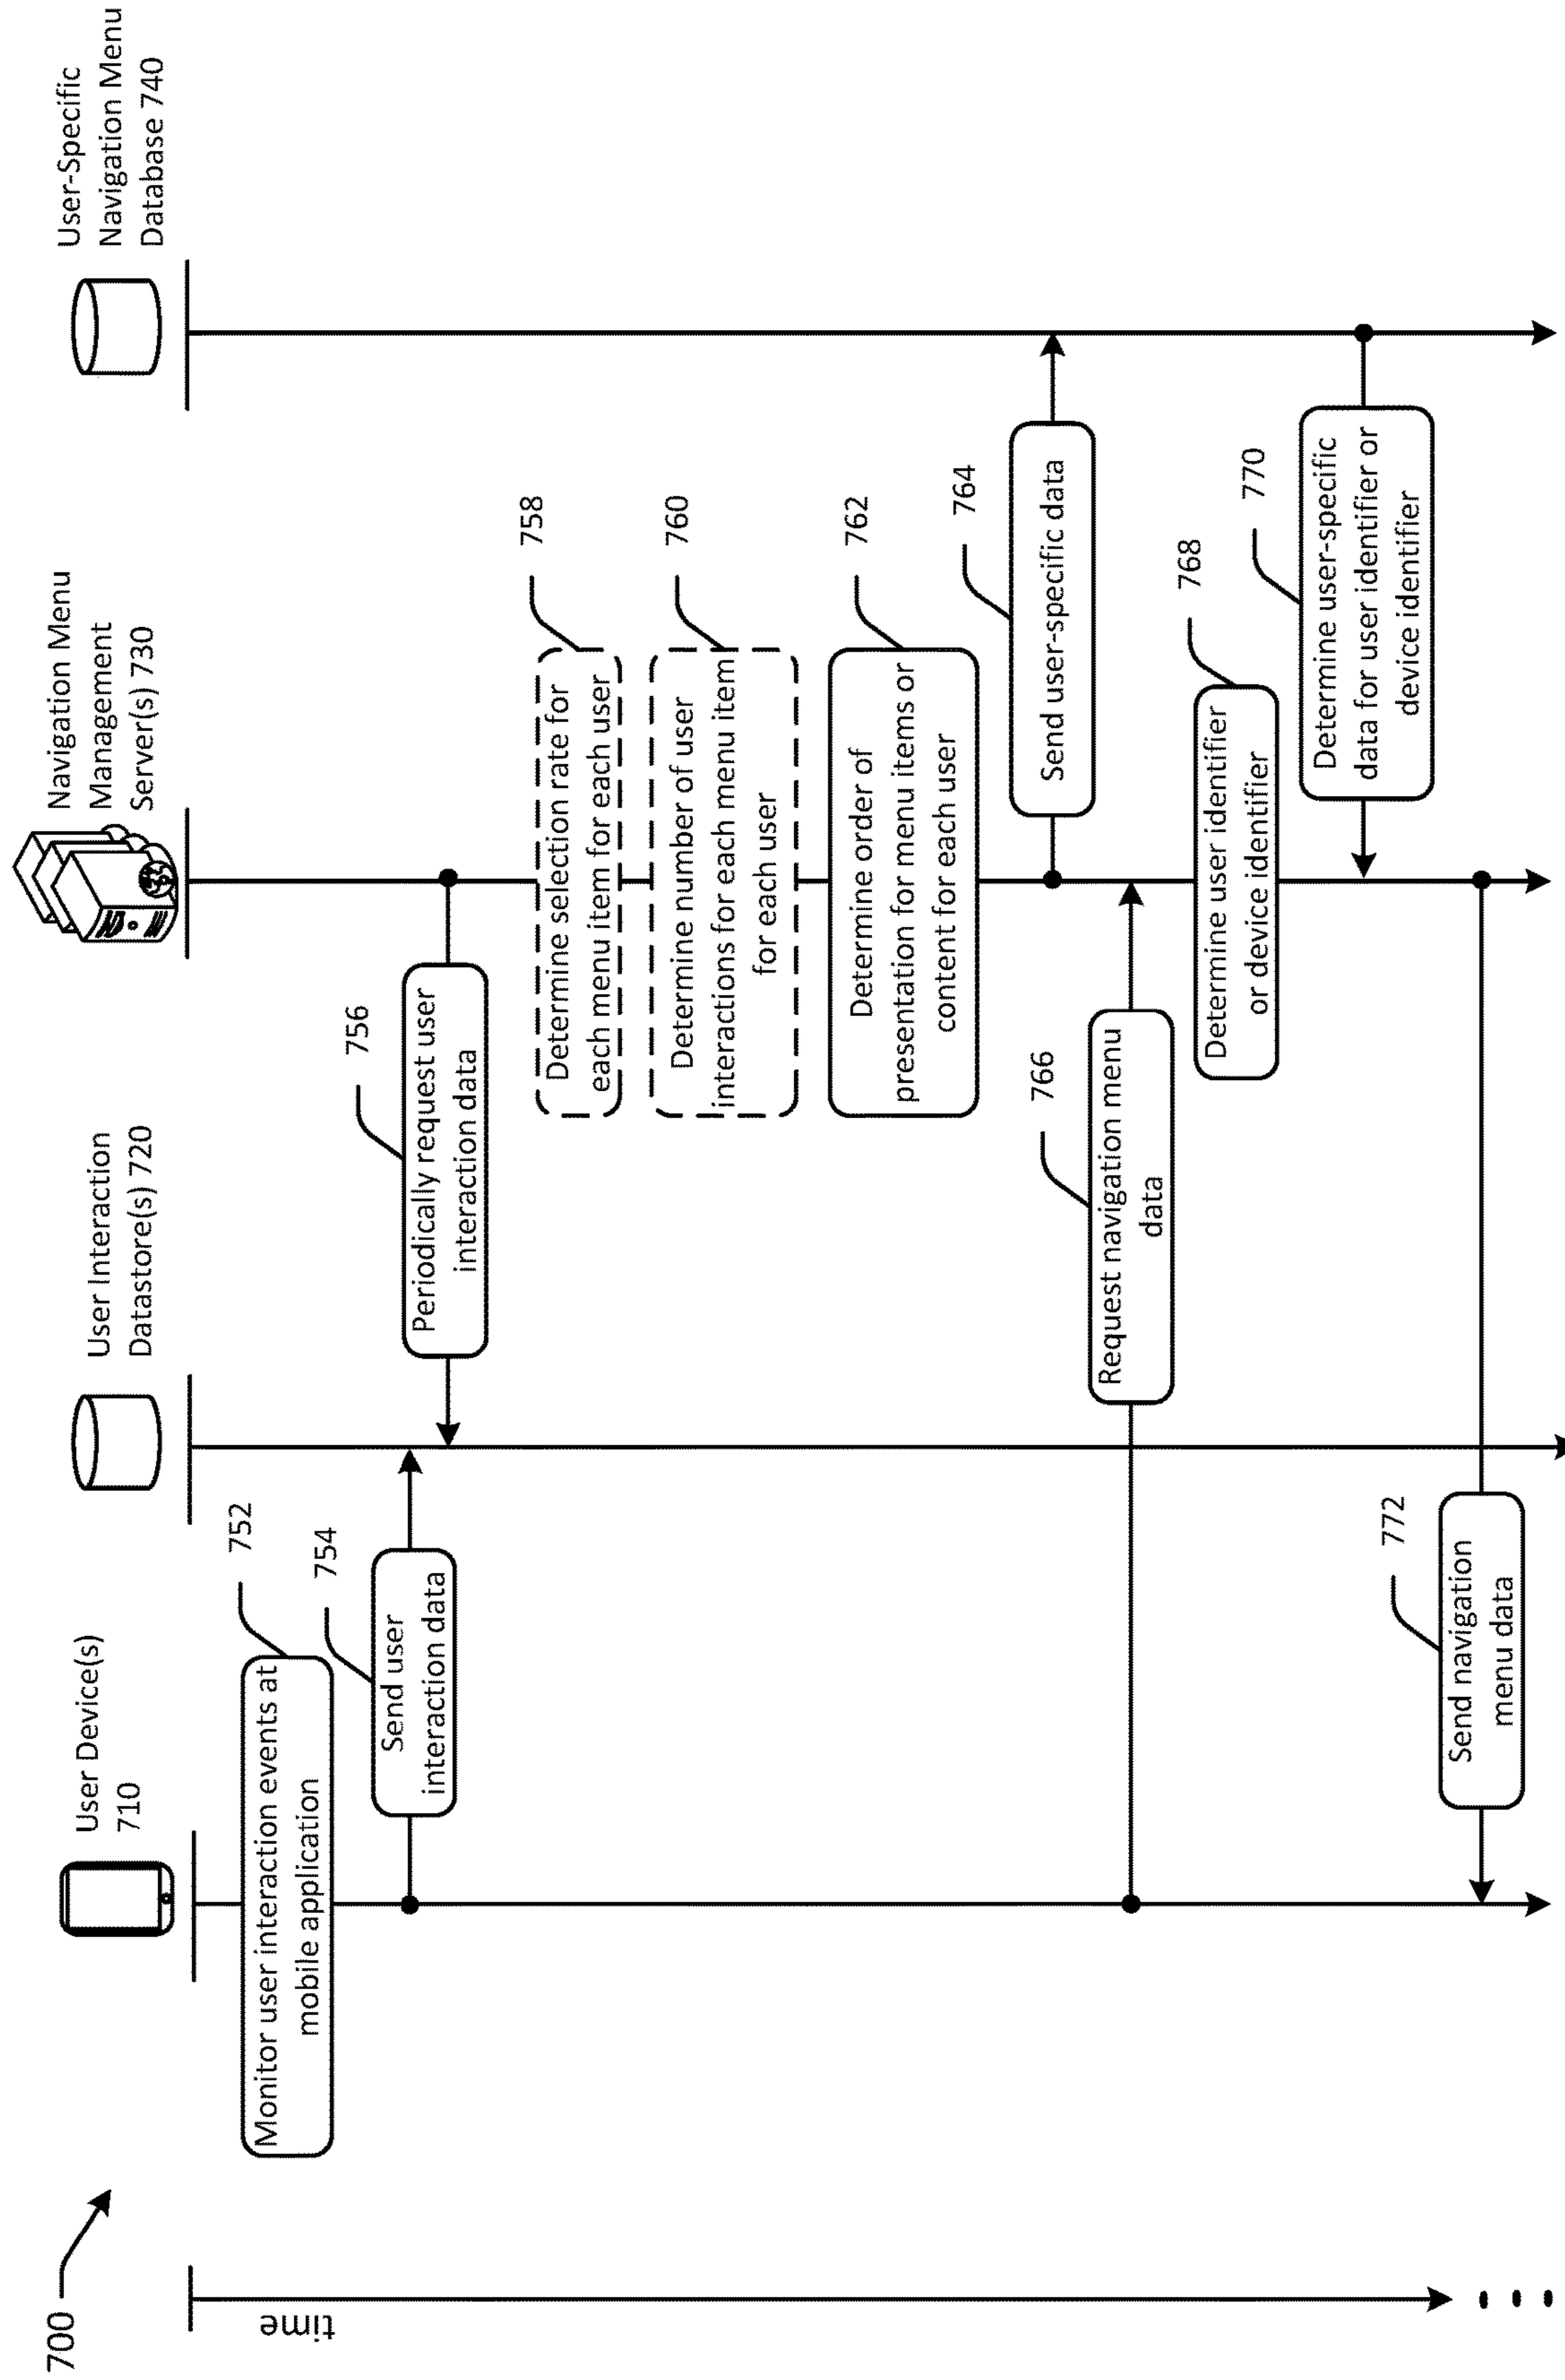 700
time
User Device(s)
710
User Interaction
Datastore(s) 720
Navigation Menu
Management
Server(s) 730
User-Specific
Navigation Menu
Database 740
752
Monitor user interaction events at
mobile application
754
Send user
interaction data
756
Periodically request user
interaction data
758
Determine selection rate for
each menu item for each user
760
Determine number of user
interactions for each menu item
for each user
762
Determine order of
presentation for menu items or
content for each user
764
Send user-specific data
766
Request navigation menu
data
768
Determine user identifier
or device identifier
770
Determine user-specific
data for user identifier or
device identifier
772
Send navigation
menu data